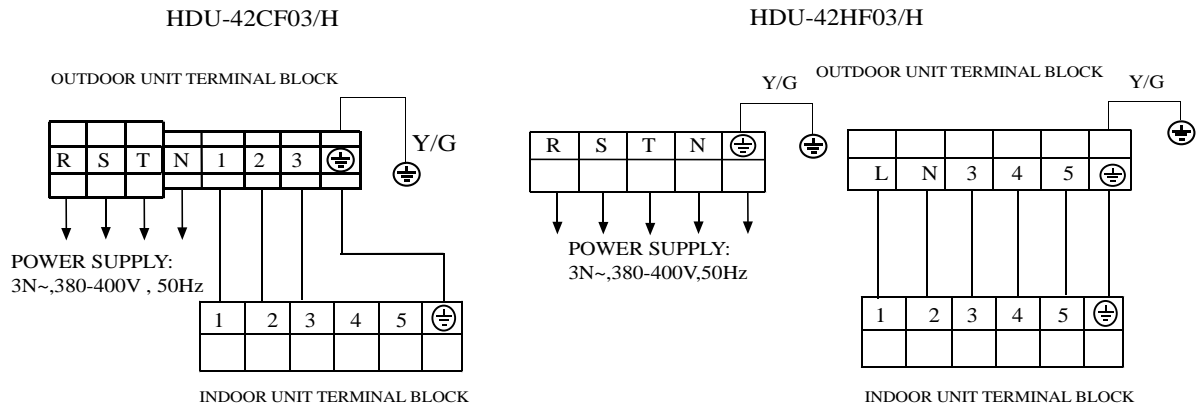 HDU-42CF03/H
OUTDOOR UNIT TERMINAL BLOCK
Y/G
R S T N 1 2 3
POWER SUPPLY:
3N~,380-400V , 50Hz
1 2 3 4 5
INDOOR UNIT TERMINAL BLOCK
HDU-42HF03/H
OUTDOOR UNIT TERMINAL BLOCK
Y/G
Y/G
R S T N
L N 3 4 5
POWER SUPPLY:
3N~,380-400V,50Hz
1 2 3 4 5
INDOOR UNIT TERMINAL BLOCK